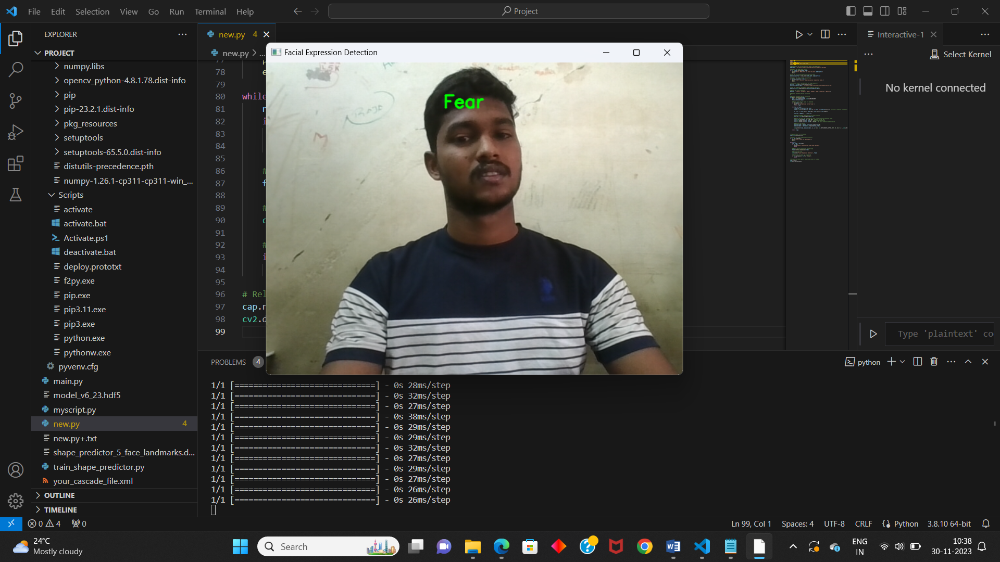 File Edit Selection View Go Run Terminal Help
Project
EXPLORER
new.py 4
Interactive-1
PROJECT
new.py > ...
Select Kernel
numpy.libs
opencv_python-4.8.1.78.dist-info
pip
pip-23.2.1.dist-info
pkg_resources
setuptools
setuptools-65.5.0.dist-info
distutils-precedence.pth
numpy-1.26.1-cp311-cp311-win_...
Scripts
activate
activate.bat
Activate.ps1
deactivate.bat
deploy.prototxt
f2py.exe
pip.exe
pip3.11.exe
pip3.exe
python.exe
pythonw.exe
pyvenv.cfg
main.py
model_v6_23.hdf5
myscript.py
new.py 4
new.py+.txt
shape_predictor_5_face_landmarks.d...
train_shape_predictor.py
your_cascade_file.xml
OUTLINE
TIMELINE
78 e
79
80 while
81 r
82 i
83
84
85
86 #
87 f
88
89 #
90 c
91
92 #
93 i
94
95
96 # Rel
97 cap.r
98 cv2.d
99
Facial Expression Detection
LSK
RAJA
M
Fear
No kernel connected
Type 'plaintext' co
PROBLEMS 4
python
1/1 [==============================] - 0s 28ms/step
1/1 [==============================] - 0s 32ms/step
1/1 [==============================] - 0s 27ms/step
1/1 [==============================] - 0s 38ms/step
1/1 [==============================] - 0s 29ms/step
1/1 [==============================] - 0s 29ms/step
1/1 [==============================] - 0s 32ms/step
1/1 [==============================] - 0s 27ms/step
1/1 [==============================] - 0s 29ms/step
1/1 [==============================] - 0s 27ms/step
1/1 [==============================] - 0s 26ms/step
1/1 [==============================] - 0s 26ms/step
0 4 0
Ln 99, Col 1 Spaces: 4 UTF-8 CRLF Python 3.8.10 64-bit
24°C
Mostly cloudy
Search
ENG
IN
10:38
30-11-2023